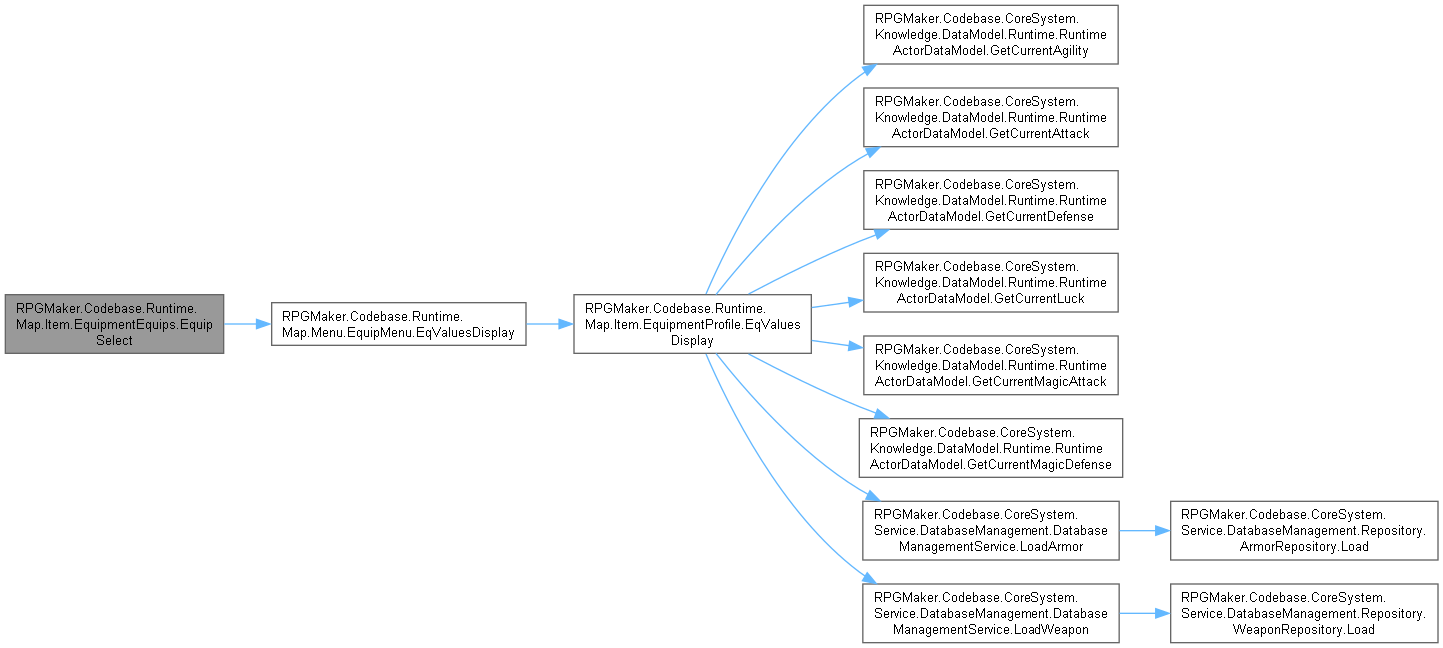 RPGMaker.Codebase.CoreSystem.
Knowledge.DataModel.Runtime.Runtime
ActorDataModel.GetCurrentAgility
RPGMaker.Codebase.CoreSystem.
Knowledge.DataModel.Runtime.Runtime
ActorDataModel.GetCurrentAttack
RPGMaker.Codebase.CoreSystem.
Knowledge.DataModel.Runtime.Runtime
ActorDataModel.GetCurrentDefense
RPGMaker.Codebase.CoreSystem.
Knowledge.DataModel.Runtime.Runtime
ActorDataModel.GetCurrentLuck
RPGMaker.Codebase.Runtime.
Map.Item.EquipmentEquips.Equip
Select
RPGMaker.Codebase.Runtime.
Map.Menu.EquipMenu.EqValuesDisplay
RPGMaker.Codebase.Runtime.
Map.Item.EquipmentProfile.EqValues
Display
RPGMaker.Codebase.CoreSystem.
Knowledge.DataModel.Runtime.Runtime
ActorDataModel.GetCurrentMagicAttack
RPGMaker.Codebase.CoreSystem.
Knowledge.DataModel.Runtime.Runtime
ActorDataModel.GetCurrentMagicDefense
RPGMaker.Codebase.CoreSystem.
Service.DatabaseManagement.Database
ManagementService.LoadArmor
RPGMaker.Codebase.CoreSystem.
Service.DatabaseManagement.Repository.
ArmorRepository.Load
RPGMaker.Codebase.CoreSystem.
Service.DatabaseManagement.Database
ManagementService.LoadWeapon
RPGMaker.Codebase.CoreSystem.
Service.DatabaseManagement.Repository.
WeaponRepository.Load